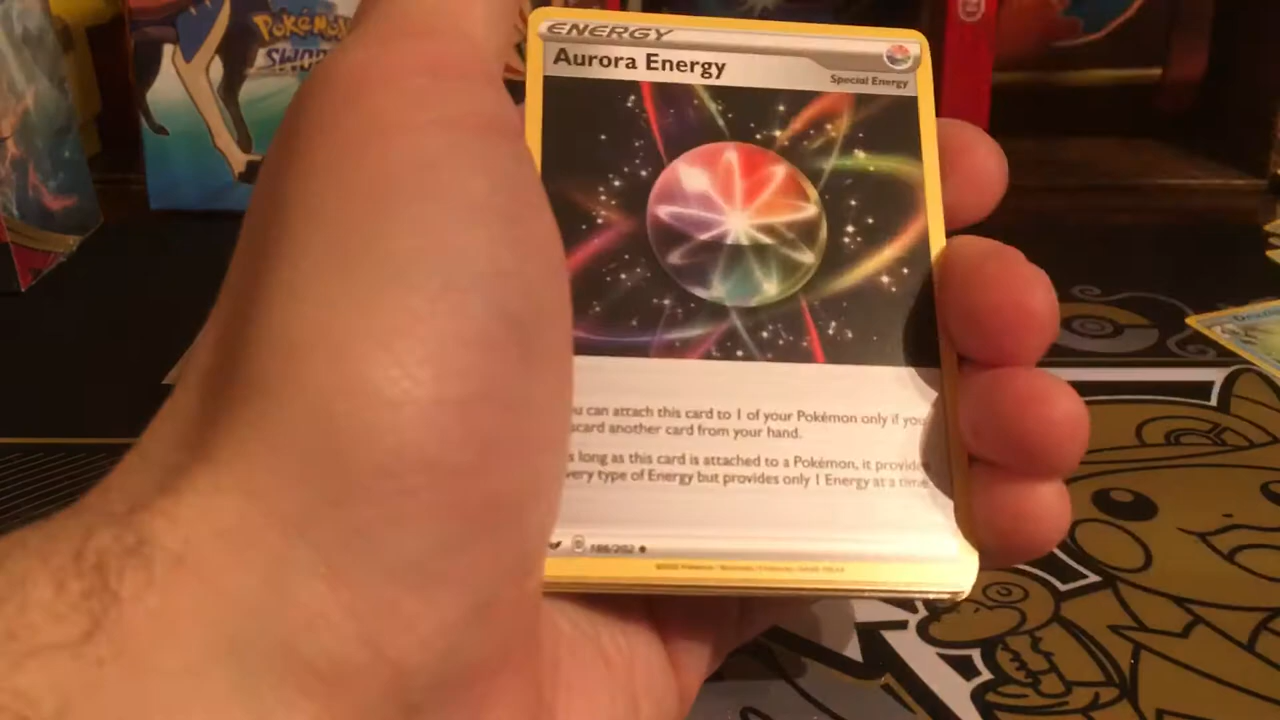 POKÉMON
SWOR
ENERGY
Aurora Energy
Special Energy
u can attach this card to 1 of your Pokémon only if you
scard another card from your hand.
s long as this card is attached to a Pokémon, it provide
very type of Energy but provides only 1 Energy at a time.
186/202